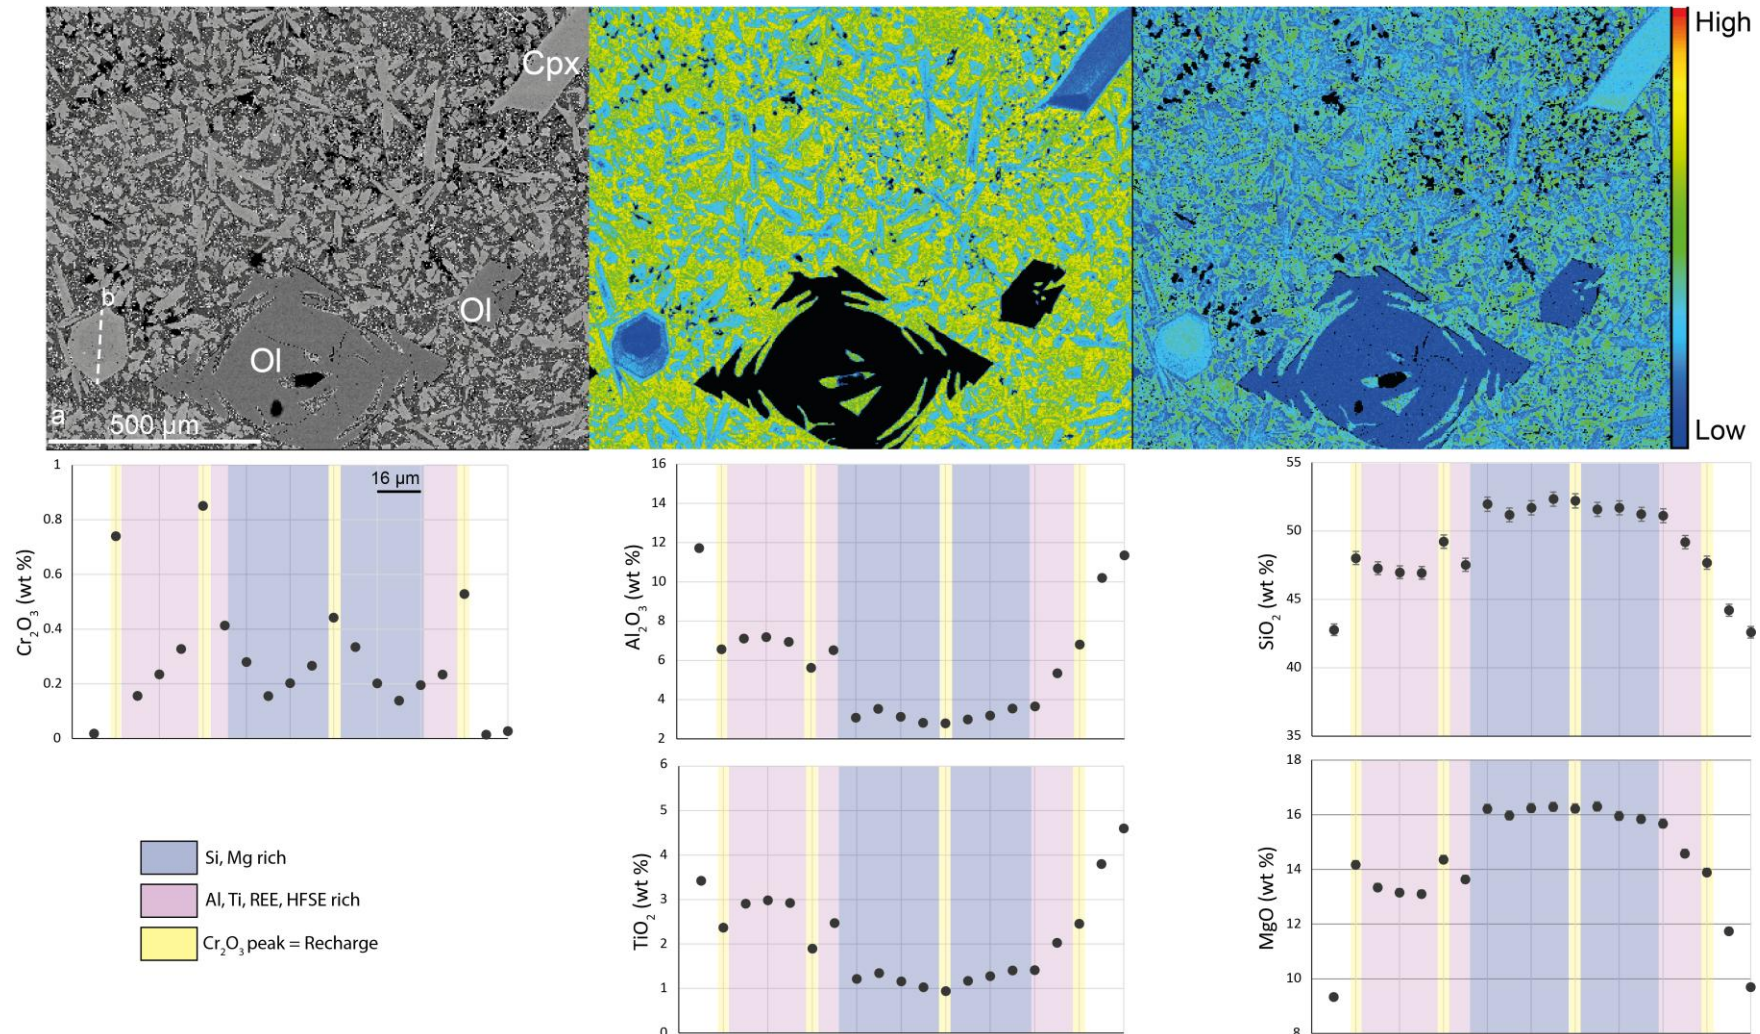 High
Cpx
b
Ol
Ol
a
500 µm
Low
1
0.8
0.6
0.4
0.2
0
Cr₂O₃ (wt %)
16 µm
16
14
12
10
8
6
4
2
Al₂O₃ (wt %)
55
50
45
40
35
SiO₂ (wt %)
6
5
4
3
2
1
0
TiO₂ (wt %)
18
16
14
12
10
8
MgO (wt %)
Si, Mg rich
Al, Ti, REE, HFSE rich
Cr₂O₃ peak = Recharge